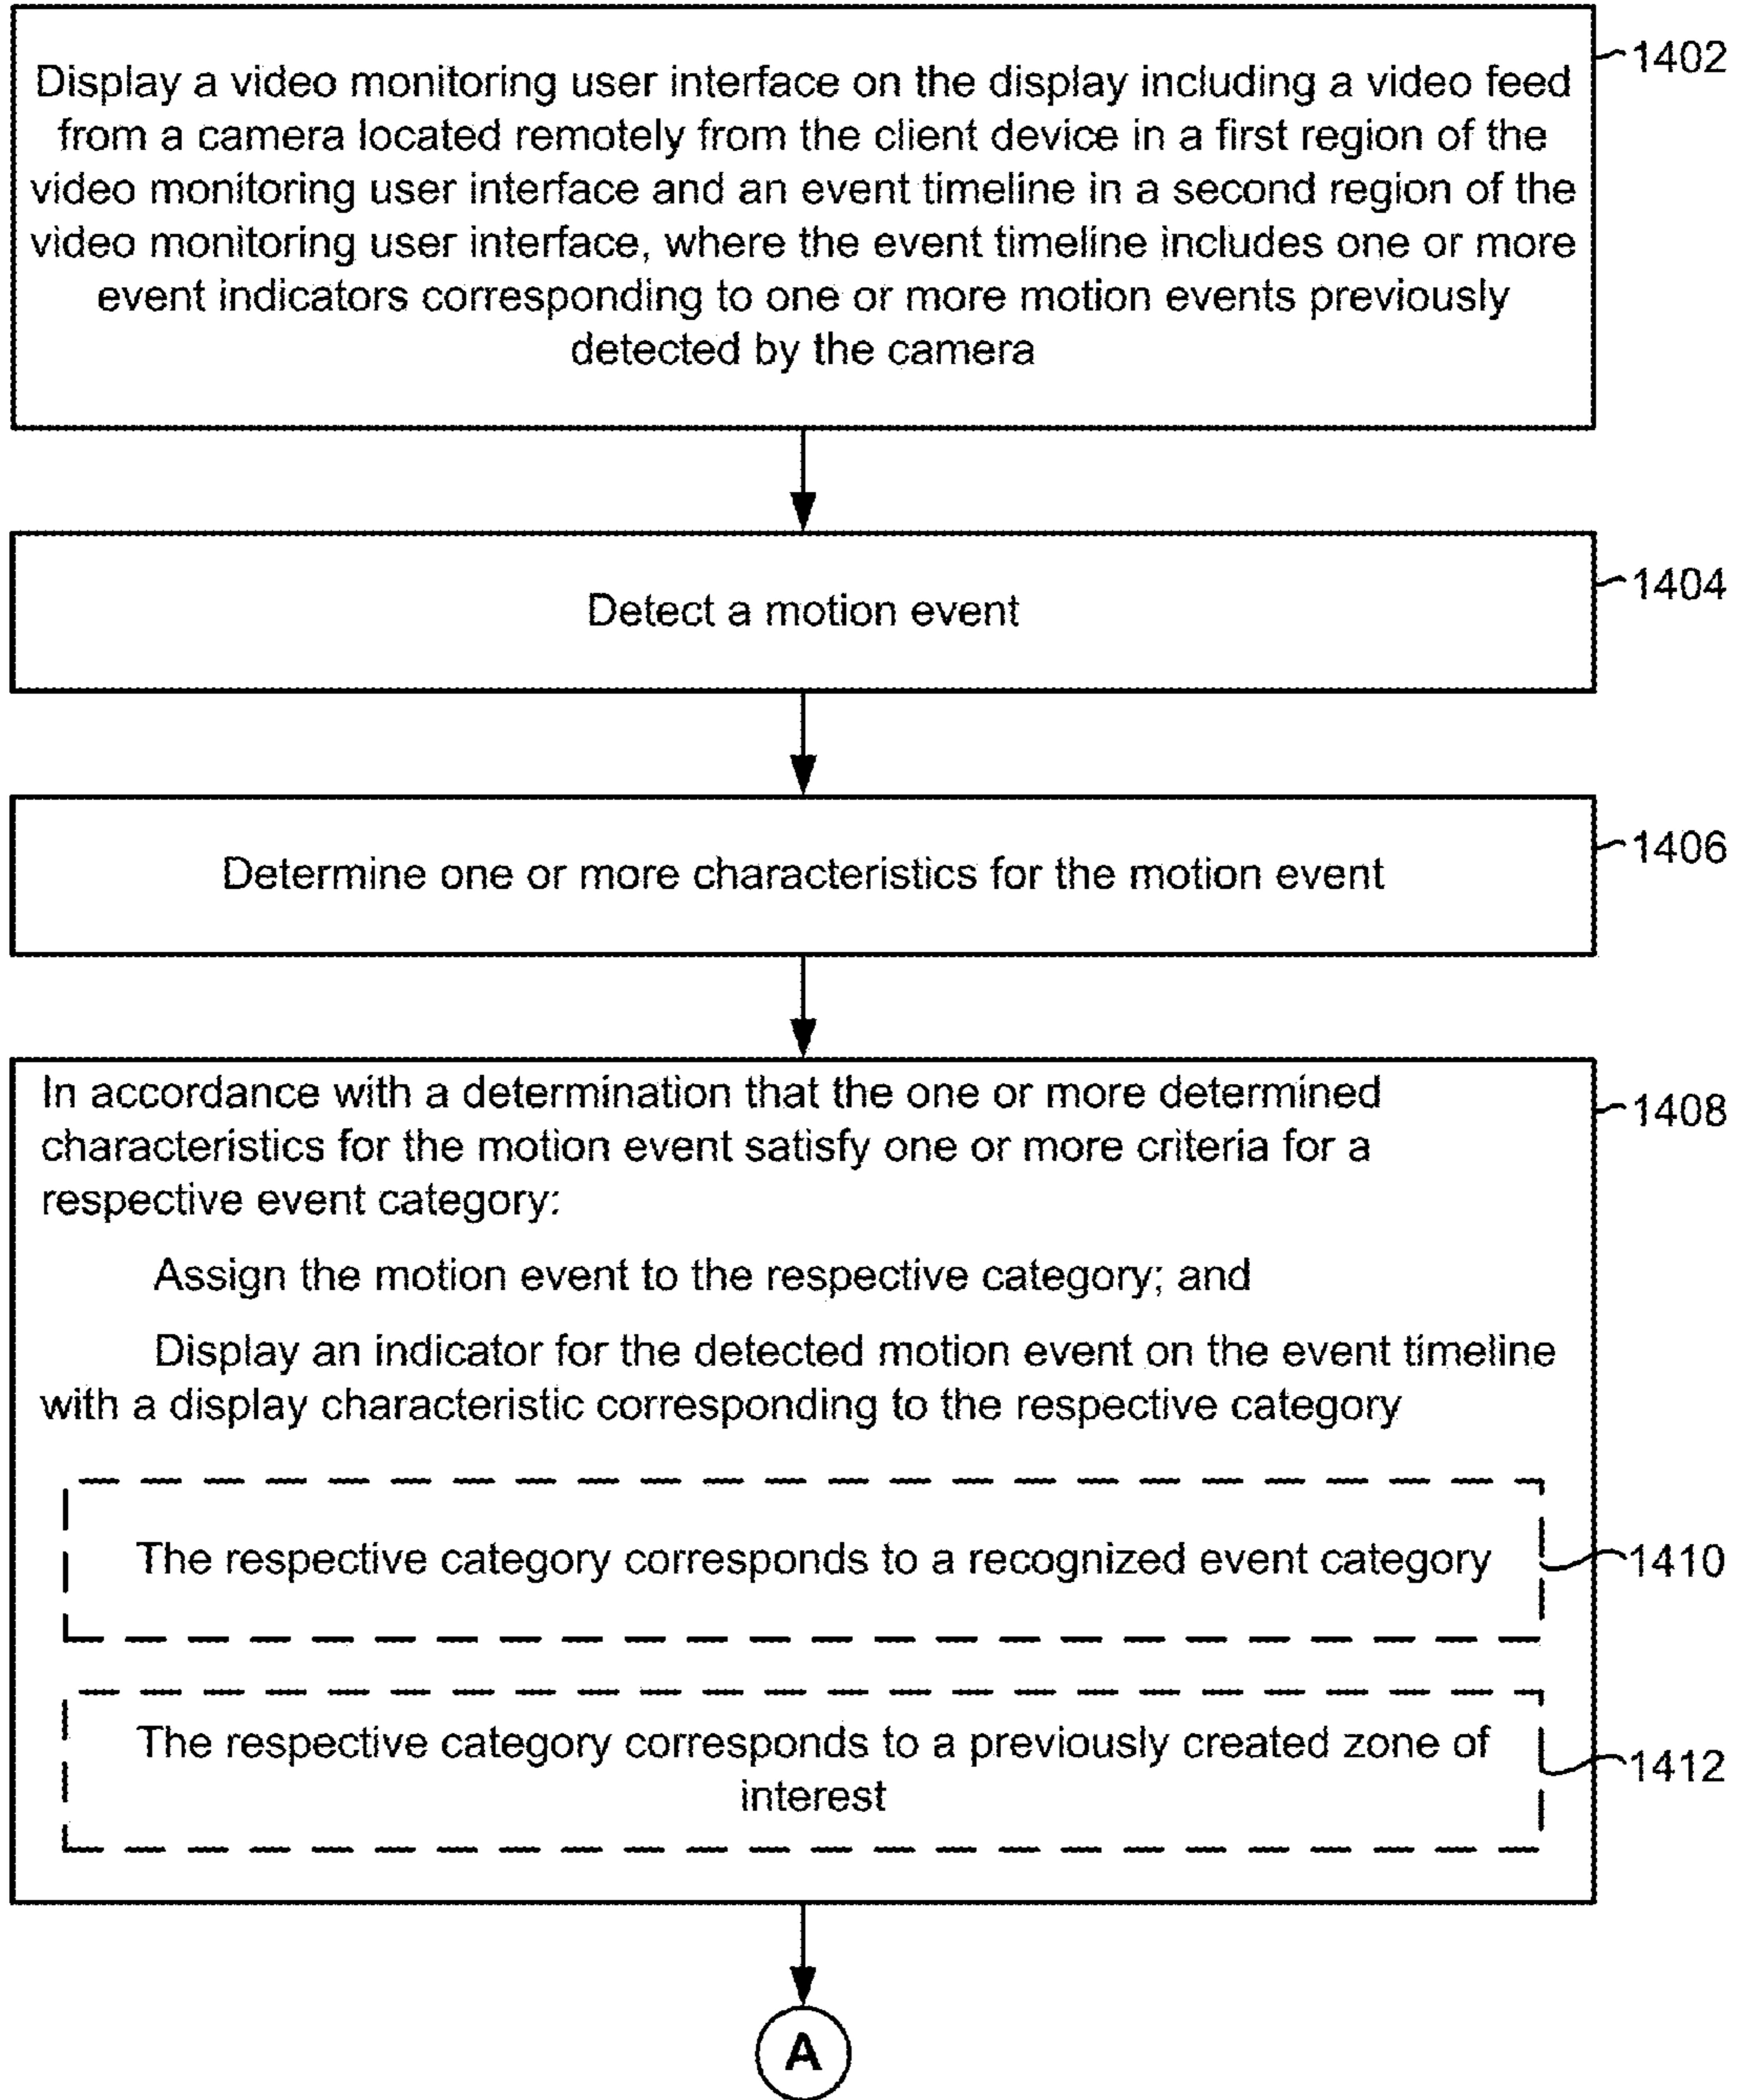 Display a video monitoring user interface on the display including a video feed
from a camera located remotely from the client device in a first region of the
video monitoring user interface and an event timeline in a second region of the
video monitoring user interface, where the event timeline includes one or more
event indicators corresponding to one or more motion events previously
detected by the camera
1402
Detect a motion event
1404
Determine one or more characteristics for the motion event
1406
In accordance with a determination that the one or more determined
characteristics for the motion event satisfy one or more criteria for a
respective event category:
Assign the motion event to the respective category; and
Display an indicator for the detected motion event on the event timeline
with a display characteristic corresponding to the respective category
1408
The respective category corresponds to a recognized event category
1410
The respective category corresponds to a previously created zone of
interest
1412
A